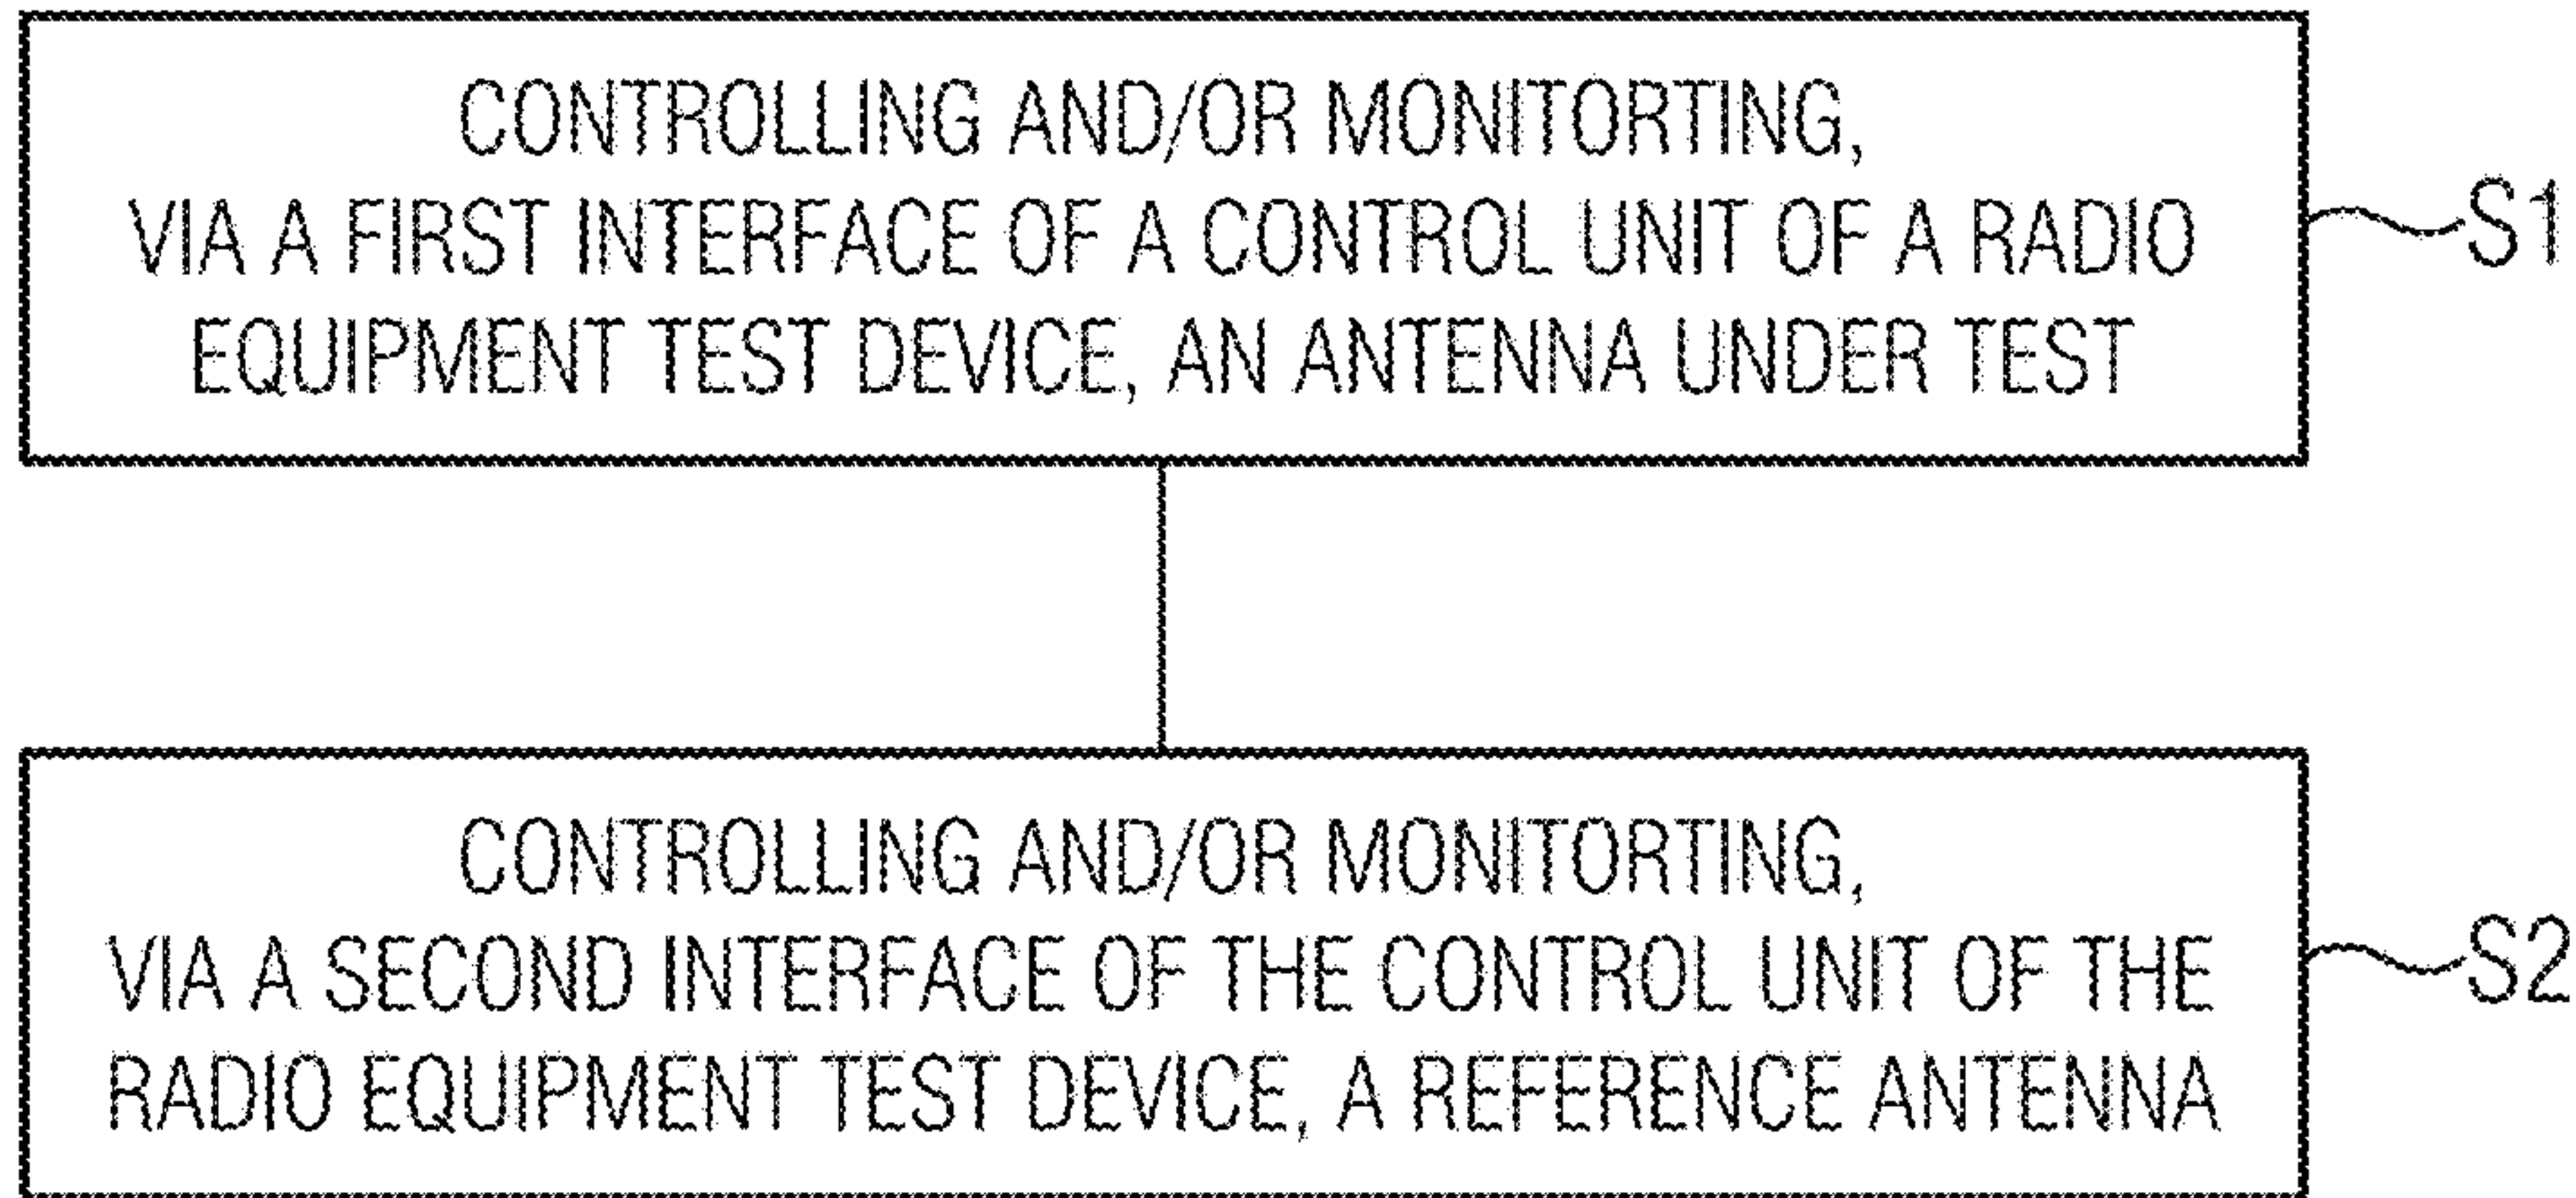 CONTROLLING AND/OR MONITORTING,
VIA A FIRST INTERFACE OF A CONTROL UNIT OF A RADIO
EQUIPMENT TEST DEVICE, AN ANTENNA UNDER TEST
S1
CONTROLLING AND/OR MONITORTING,
VIA A SECOND INTERFACE OF THE CONTROL UNIT OF THE
RADIO EQUIPMENT TEST DEVICE, A REFERENCE ANTENNA
S2